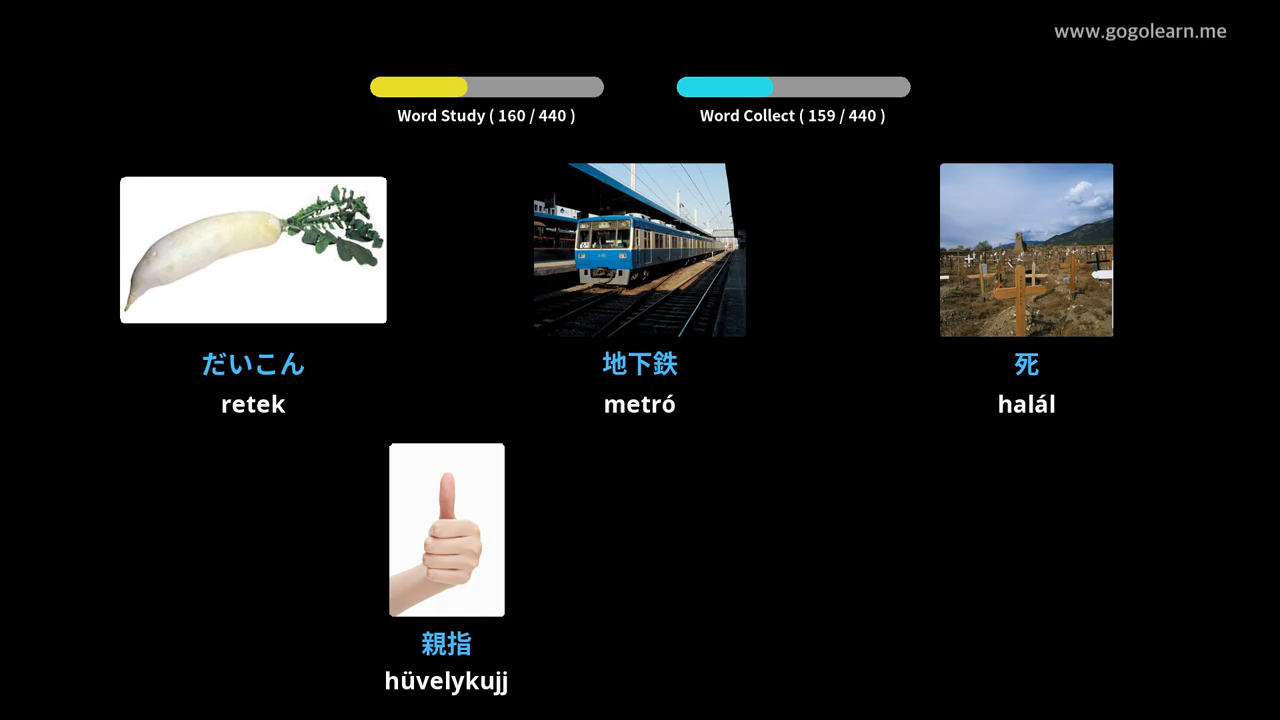 www.gogolearn.me
Word Study ( 160 / 440 )
Word Collect ( 159 / 440 )
だいこん
retek
地下鉄
metró
死
halál
親指
hüvelykujj